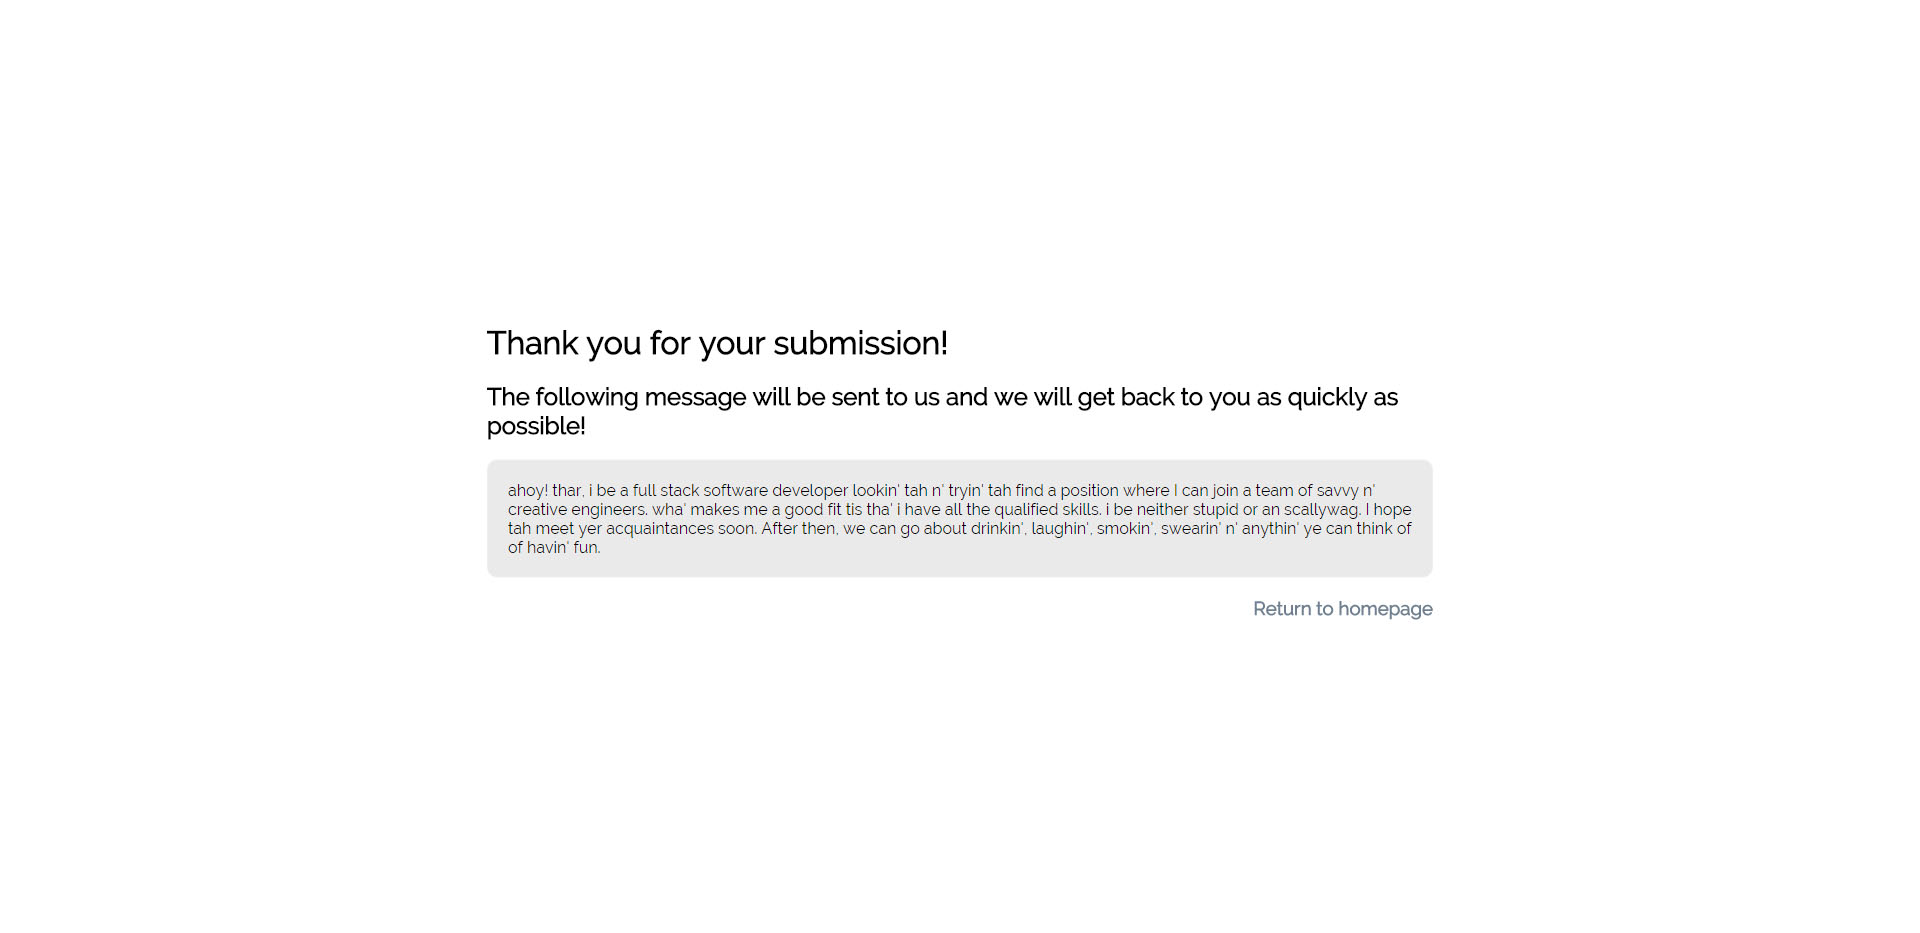 Thank you for your submission!
The following message will be sent to us and we will get back to you as quickly as
possible!
ahoy! thar, i be a full stack software developer lookin' tah n' tryin' tah find a position where I can join a team of savvy n'
creative engineers. wha' makes me a good fit tis tha' i have all the qualified skills. i be neither stupid or an scallywag. I hope
tah meet yer acquaintances soon. After then, we can go about drinkin', laughin', smokin', swearin' n' anythin' ye can think of
of havin' fun.
Return to homepage